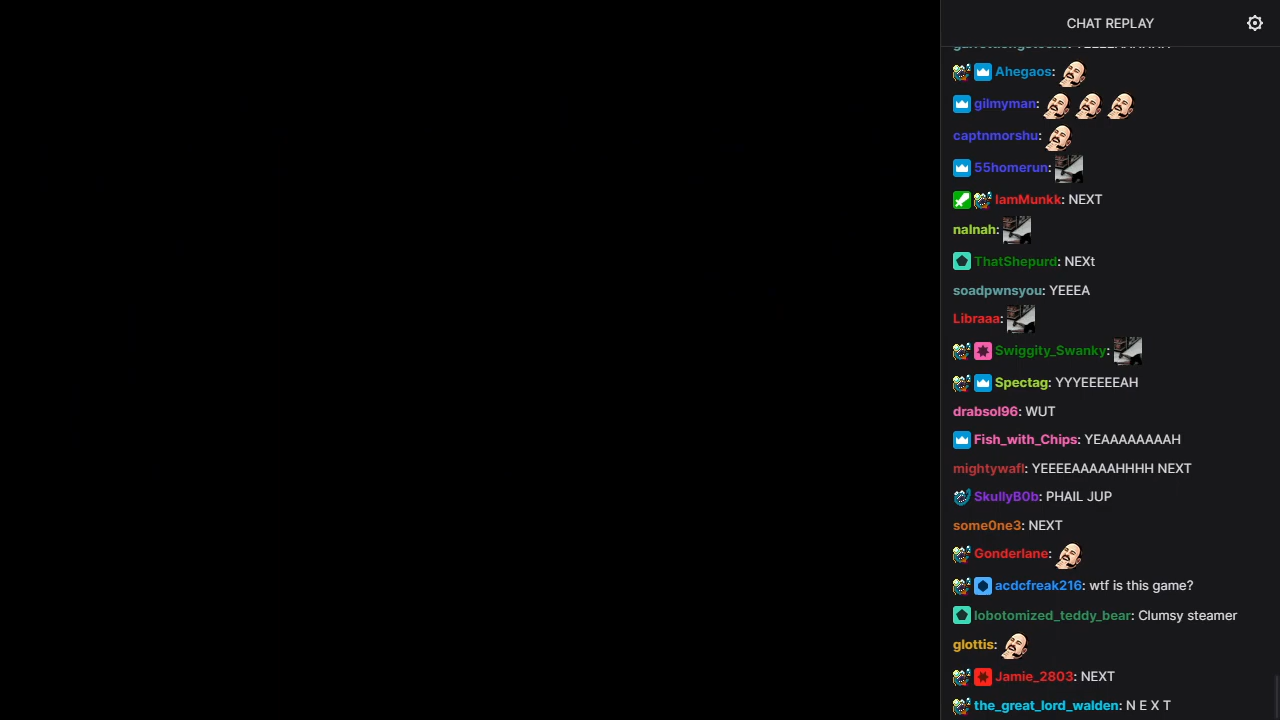 CHAT REPLAY
Ahegaos:
gilmyman:
captnmorshu:
55homerun:
IamMunkk: NEXT
nalnah:
ThatShepurd: NEXt
soadpwnsyou: YEEEA
Libraaa:
Swiggity_Swanky:
Spectag: YYYEEEEEAH
drabsol96: WUT
Fish_with_Chips: YEAAAAAAAAH
mightywafl: YEEEEAAAAAHHHH NEXT
SkullyB0b: PHAIL JUP
some0ne3: NEXT
Gonderlane:
acdcfreak216: wtf is this game?
lobotomized_teddy_bear: Clumsy steamer
glottis:
Jamie_2803: NEXT
the_great_lord_walden: N E X T